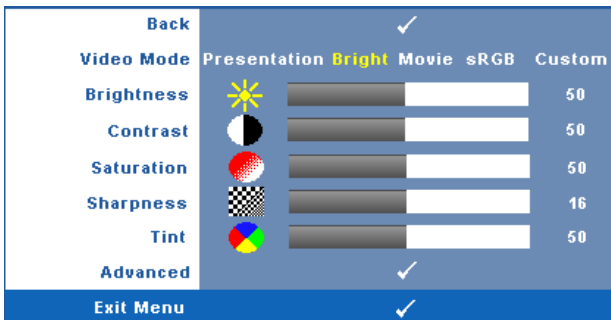 Back
Video Mode Presentation Bright Movie sRGB Custom
Brightness 50
Contrast 50
Saturation 50
Sharpness 16
Tint 50
Advanced
Exit Menu